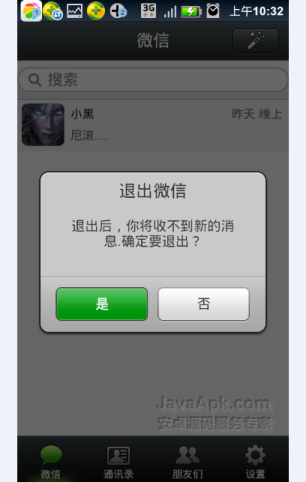 3G
上午10:32
微信
搜索
小黑
昨天 晚上
尼滚....
退出微信
退出后，你将收不到新的消
息.确定要退出？
是
否
JavaApk.com
安卓源码服务专家
微信
通讯录
朋友们
设置